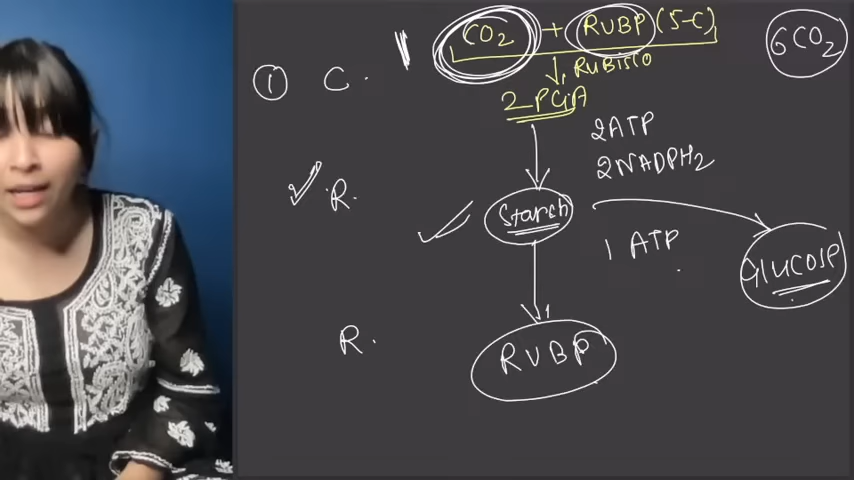 CO2 + RUBP (5-C)
6CO2
① C.
RUBISCO
2-PGA
2ATP
2NADPH2
R.
Starch
1 ATP
GLUCOSE
R.
RUBP